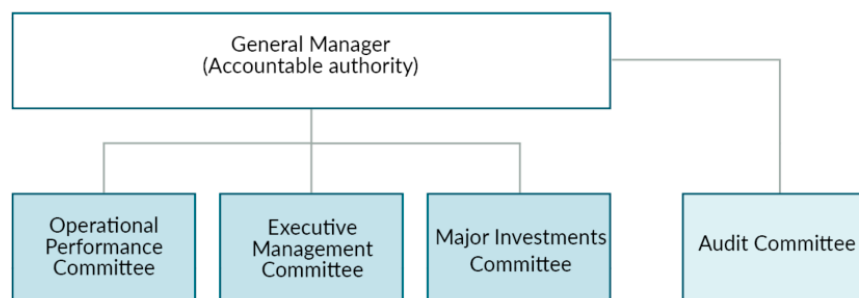 General Manager
(Accountable authority)
Operational
Performance
Committee
Executive
Management
Committee
Major Investments
Committee
Audit Committee